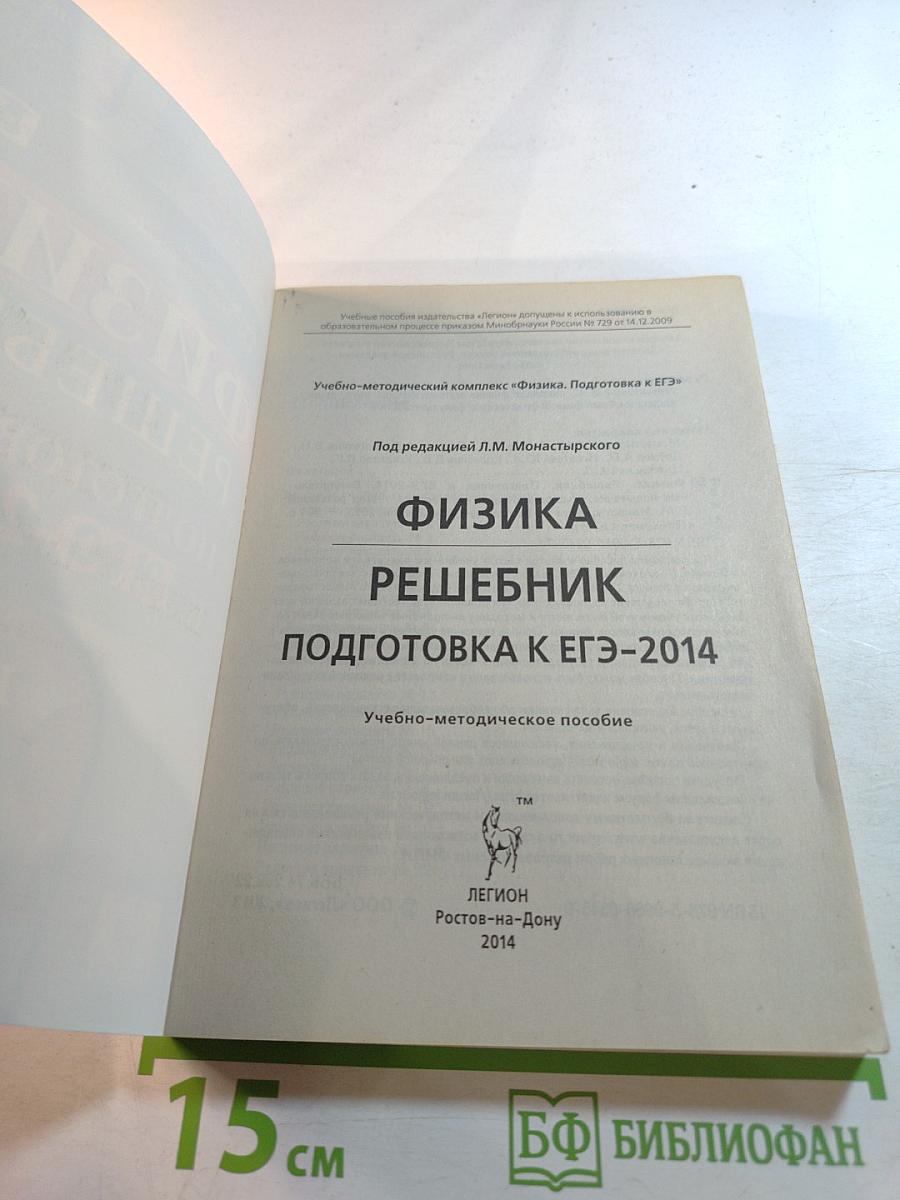 Учебные пособия издательства «Легион» допущены к использованию в
образовательном процессе приказом Минобрнауки России № 729 от 14.12.2009
Учебно-методический комплекс «Физика. Подготовка к ЕГЭ»
Под редакцией Л.М. Монастырского
ФИЗИКА
РЕШЕБНИК
ПОДГОТОВКА К ЕГЭ-2014
Учебно-методическое пособие
TM
ЛЕГИОН
Ростов-на-Дону
2014
15 см
БФ БИБЛИОФАН